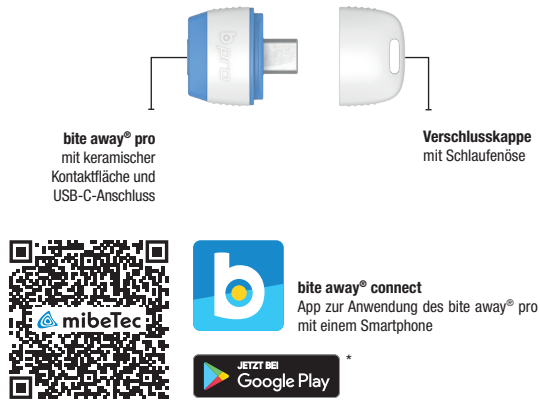 b pro
bite away® pro
mit keramischer
Kontaktfläche und
USB-C-Anschluss
Verschlusskappe
mit Schlaufenöse
mibeTec
b
bite away® connect
App zur Anwendung des bite away® pro
mit einem Smartphone
JETZT BEI
Google Play
*